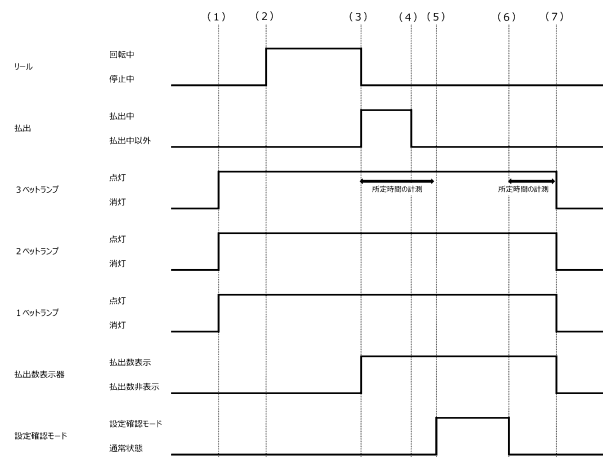 (1) (2) (3) (4) (5) (6) (7)
リール
回転中
停止中
払出
払出中
払出中以外
3ベットランプ
点灯
消灯
所定時間の計測 所定時間の計測
2ベットランプ
点灯
消灯
1ベットランプ
点灯
消灯
払出数表示器
払出数表示
払出数非表示
設定確認モード
設定確認モード
通常状態